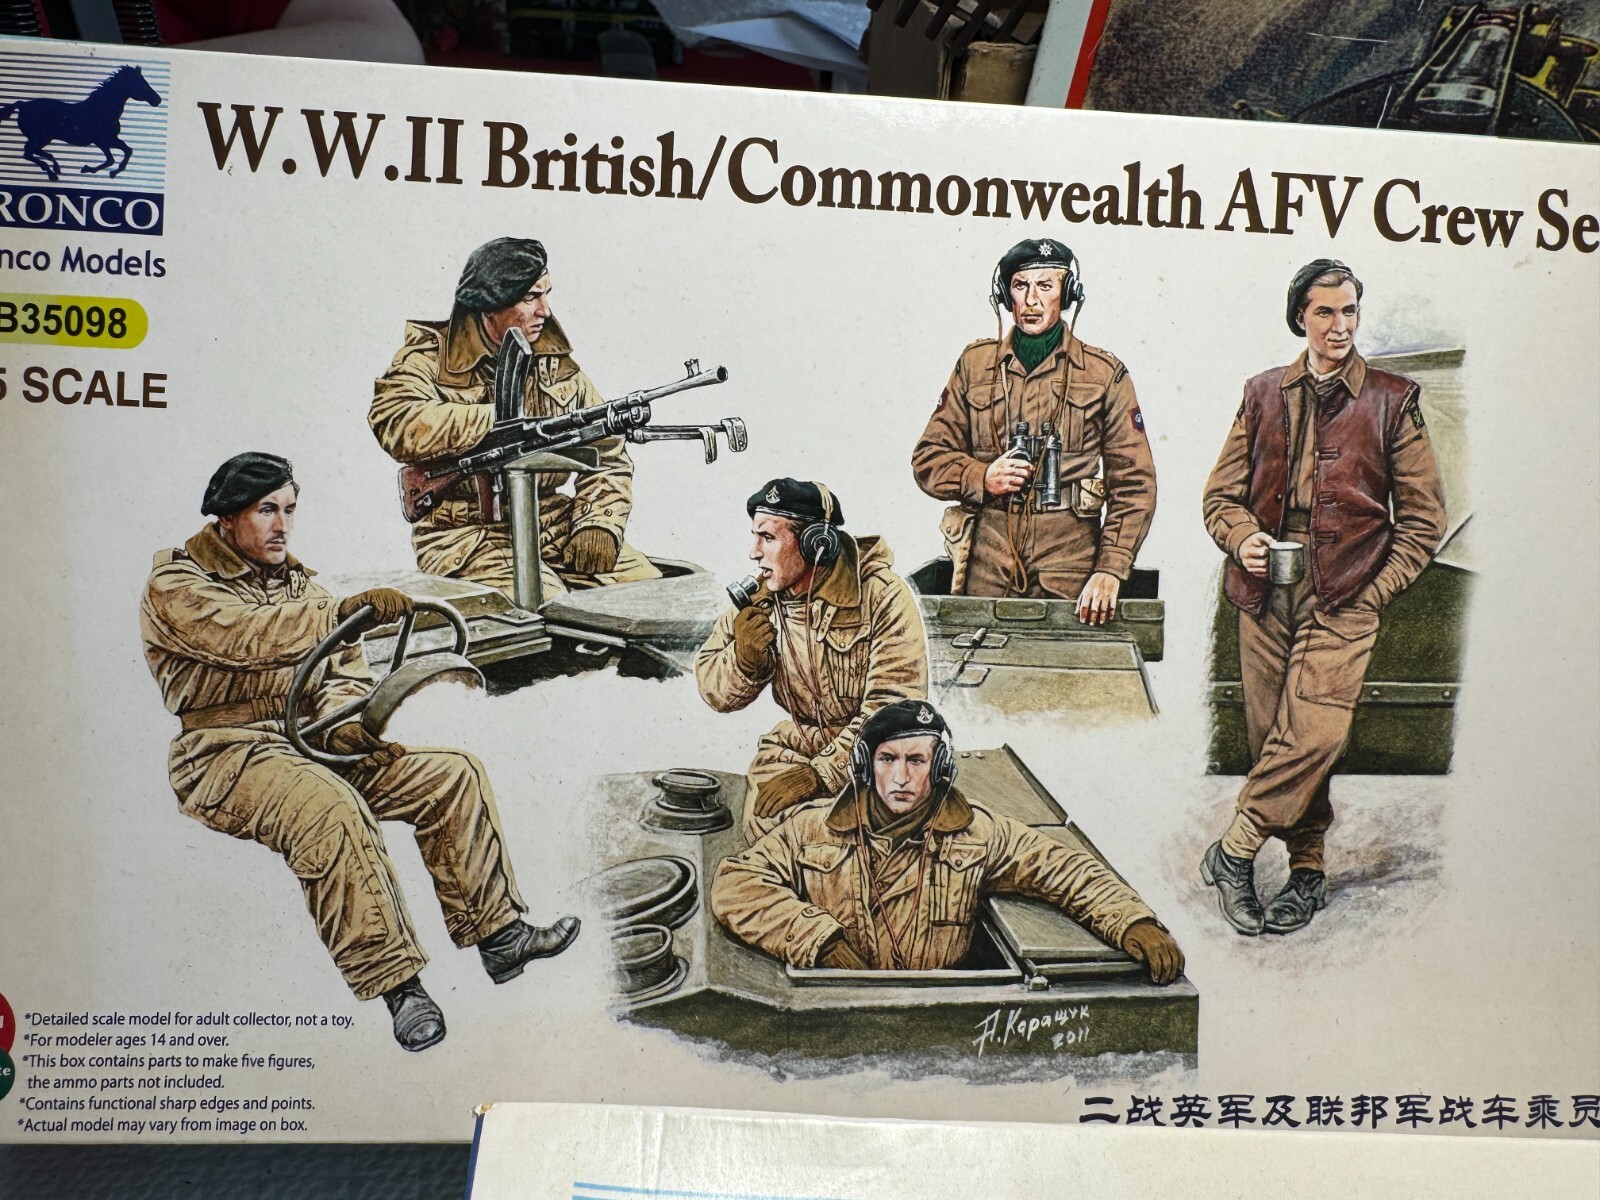 W.W.II British/Commonwealth AFV Crew Se
RONCO
nco Models
B35098
5 SCALE
А.Каращук
2011
*Detailed scale model for adult collector, not a toy.
*For modeler ages 14 and over.
*This box contains parts to make five figures,
the ammo parts not included.
*Contains functional sharp edges and points.
*Actual model may vary from image on box.
二战英军及联邦军战车乘员